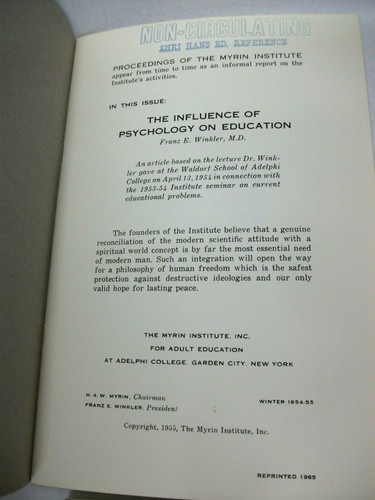 NON-CIRCULATING
SHRI HANS ED. REFERENCE
PROCEEDINGS OF THE MYRIN INSTITUTE
appear from time to time as an informal report on the
Institute's activities.
IN THIS ISSUE:
THE INFLUENCE OF
PSYCHOLOGY ON EDUCATION
Franz E. Winkler, M.D.
An article based on the lecture Dr. Wink-
ler gave at the Waldorf School of Adelphi
College on April 13, 1954 in connection with
the 1953-54 Institute seminar on current
educational problems.
The founders of the Institute believe that a genuine
reconciliation of the modern scientific attitude with a
spiritual world concept is by far the most essential need
of modern man. Such an integration will open the way
for a philosophy of human freedom which is the safest
protection against destructive ideologies and our only
valid hope for lasting peace.
THE MYRIN INSTITUTE, INC.
FOR ADULT EDUCATION
AT ADELPHI COLLEGE, GARDEN CITY, NEW YORK
H. A. W. MYRIN, Chairman
FRANZ E. WINKLER, President
WINTER 1954-55
Copyright, 1955, The Myrin Institute, Inc.
REPRINTED 1965